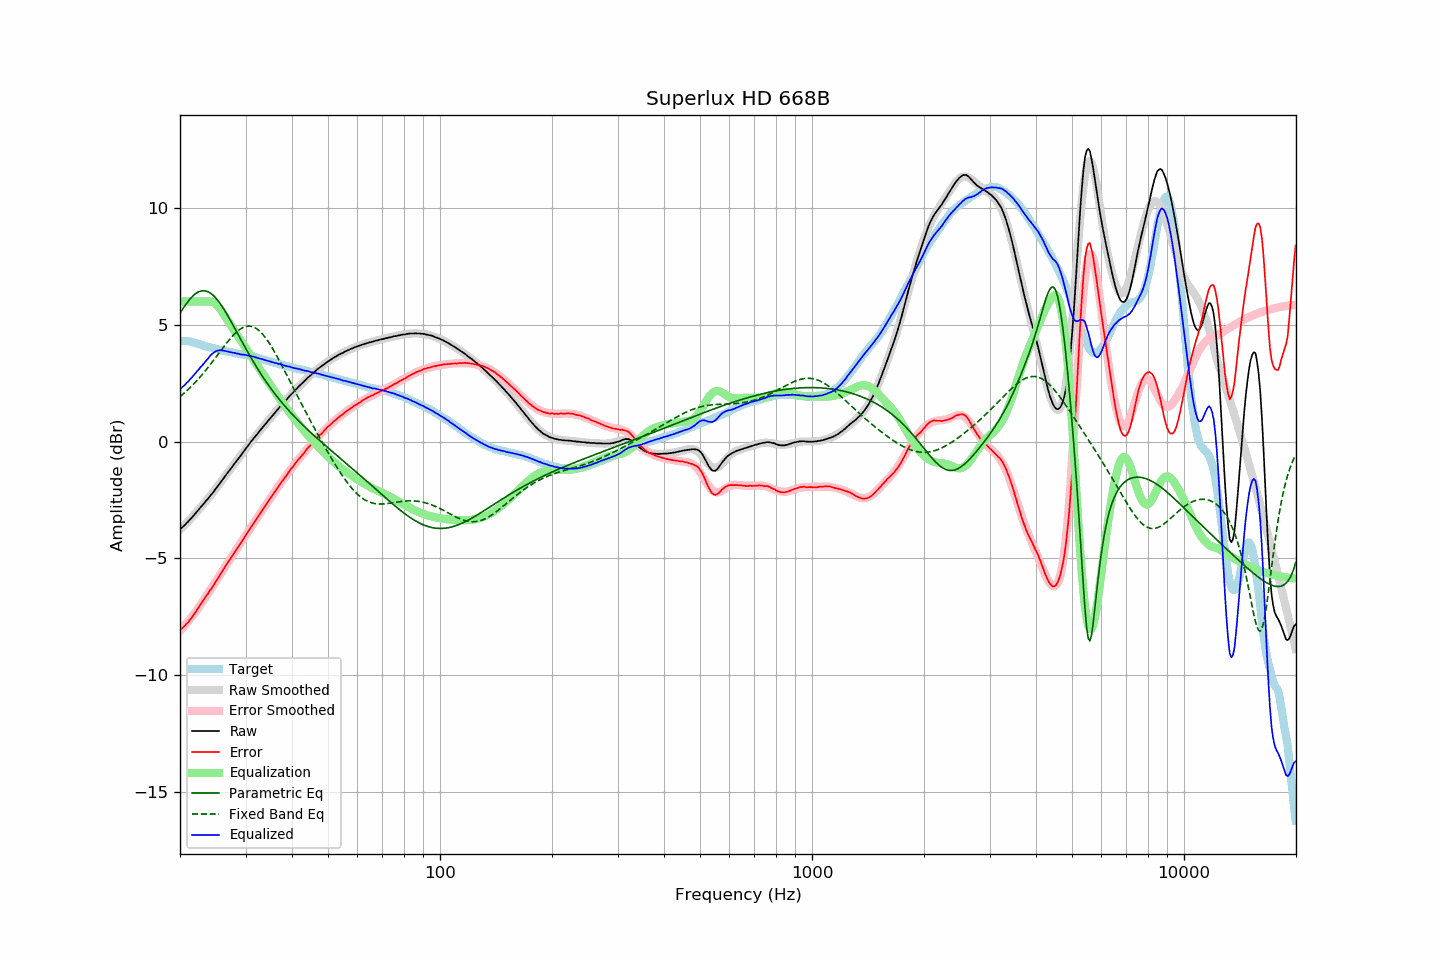 Superlux HD 668B
Amplitude (dBr)
10
5
0
−5
−10
−15
Target
Raw Smoothed
Error Smoothed
Raw
Error
Equalization
Parametric Eq
Fixed Band Eq
Equalized
100
1000
10000
Frequency (Hz)